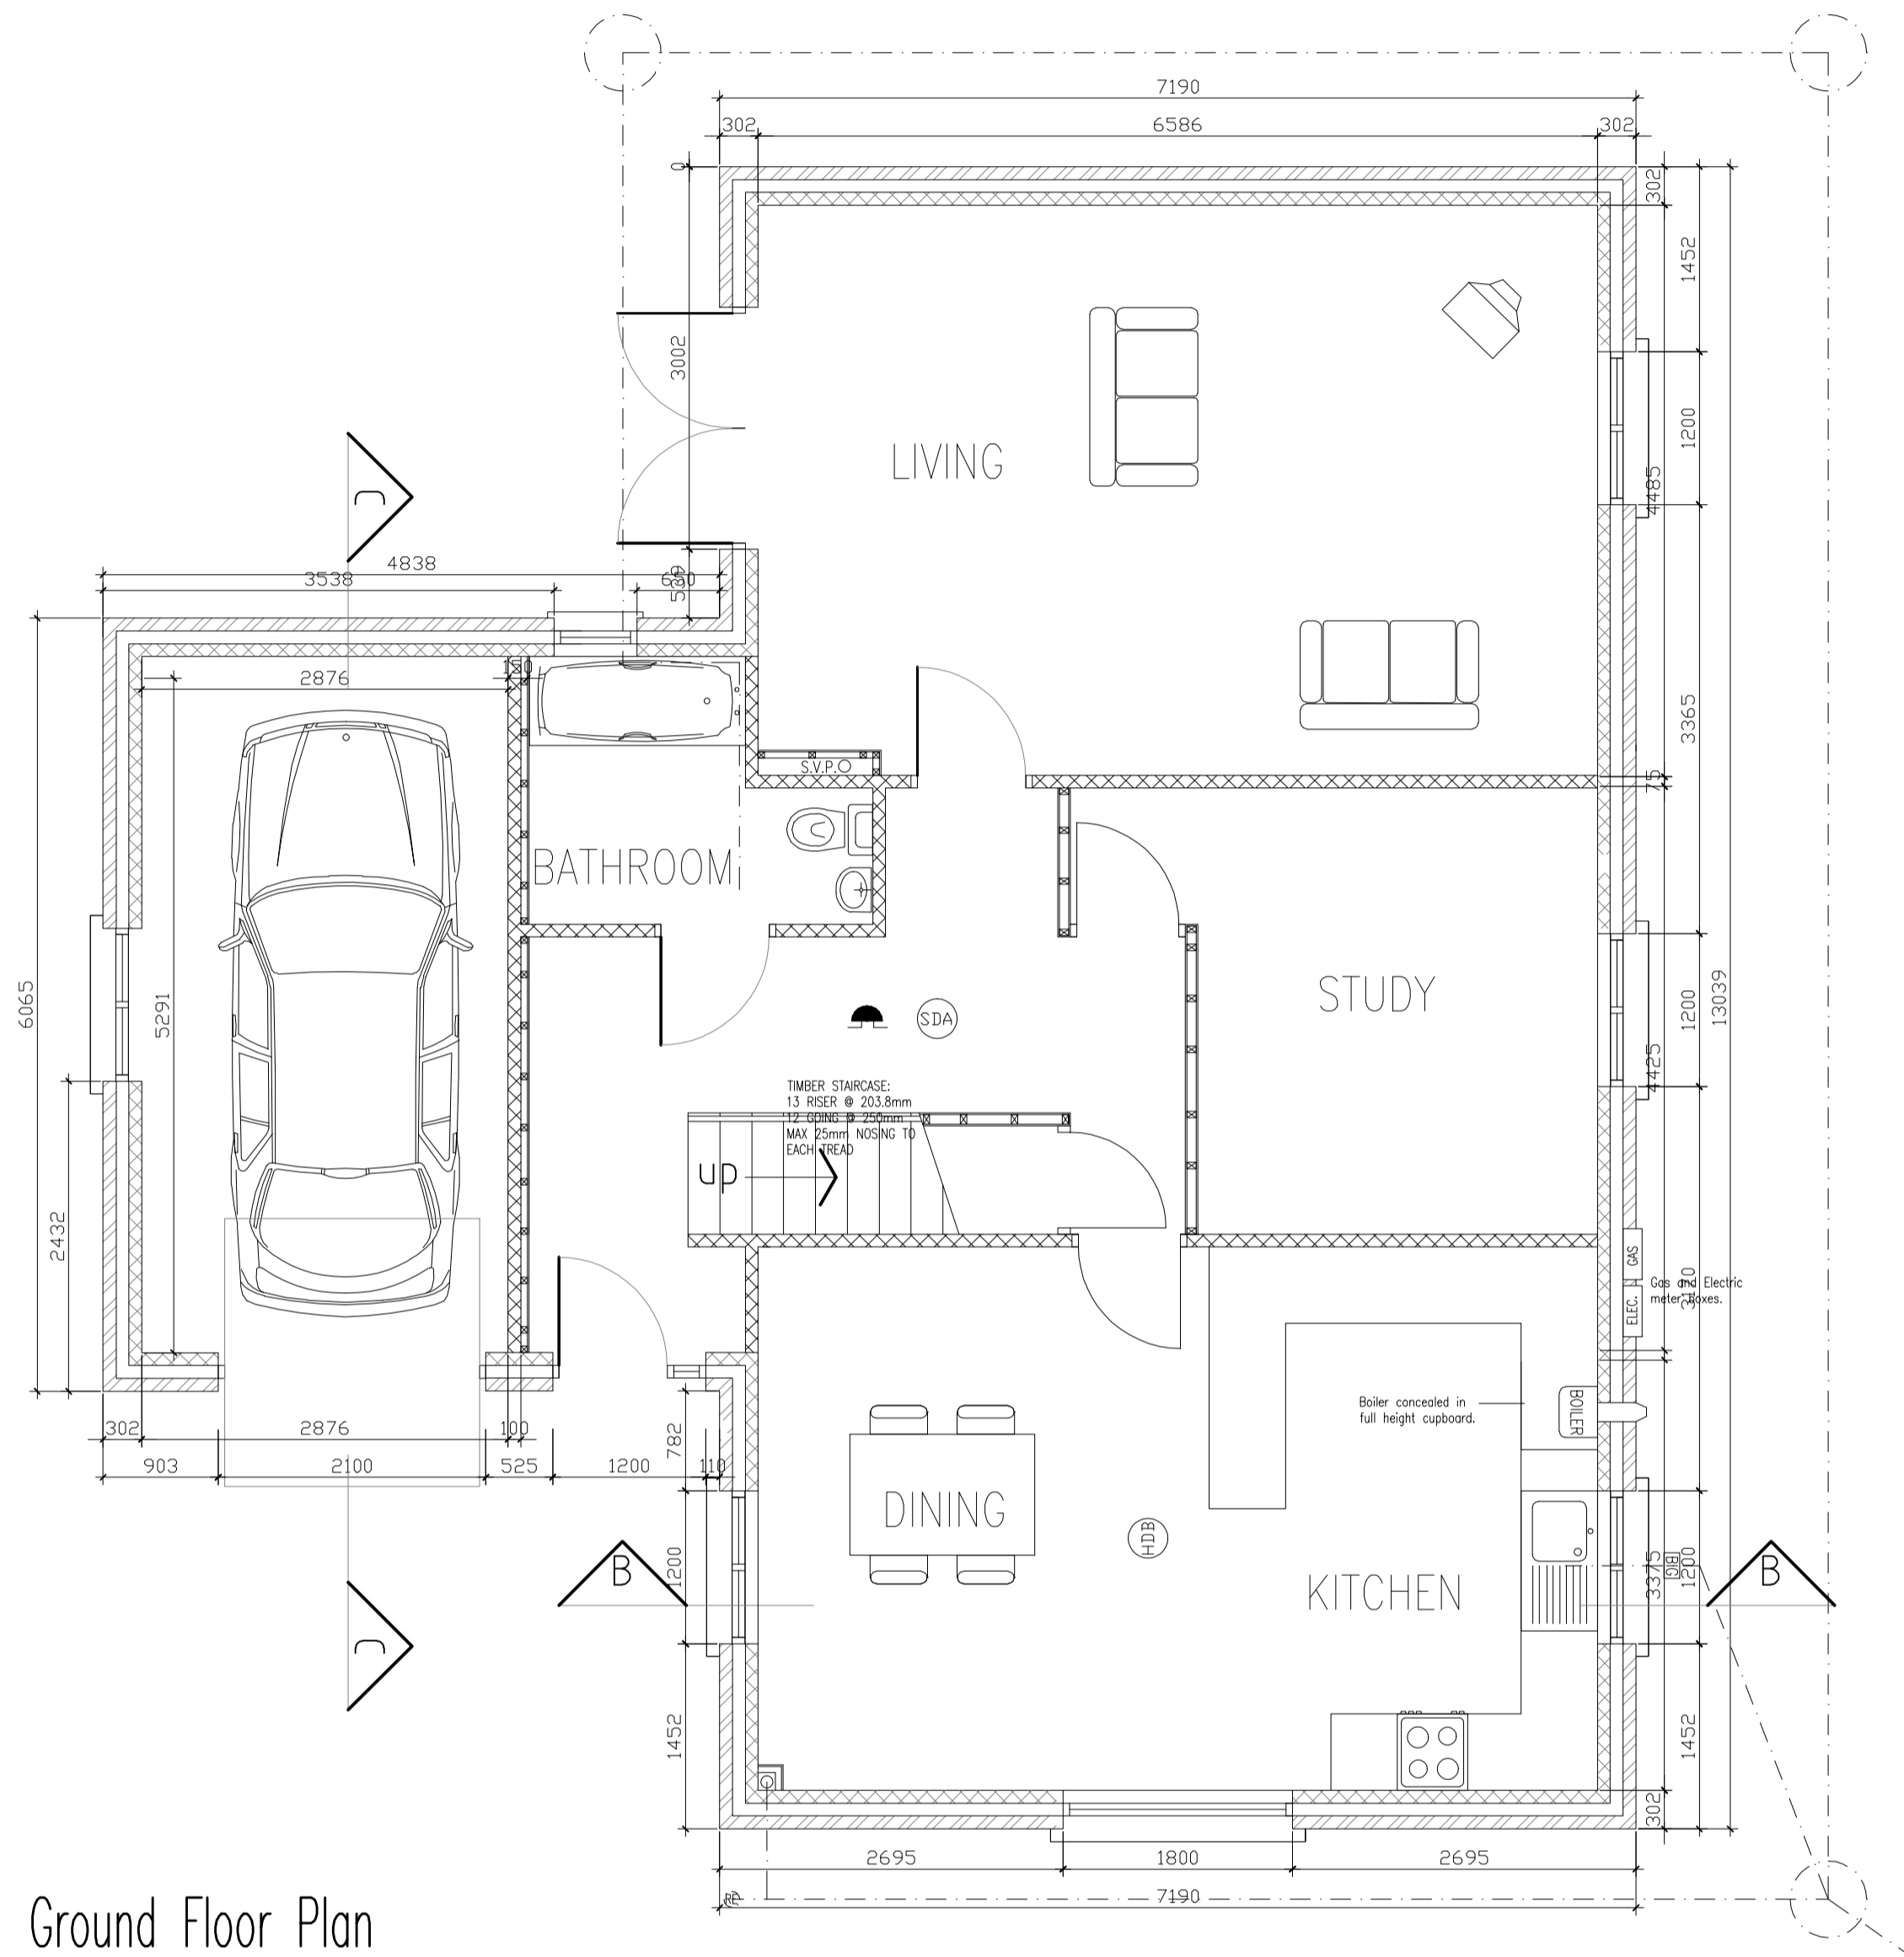 7190
302 6586 302
0
302
1452
3002
1200
LIVING
4485
C
4838
3538
539
2876
3365
S.V.P.
75
BATHROOM
STUDY
6065
5291
SDA
1200
13039
TIMBER STAIRCASE:
13 RISER @ 203.8mm
12 GOING @ 250mm
MAX 25mm NOSING TO
EACH TREAD
4425
up
2432
GAS
ELEC.
Gas and Electric
meter boxes.
Boiler concealed in
full height cupboard.
BOILER
302 2876 100
782
903 2100 525 1200 110
DINING
HDB
B
1200
3375
BIG
1200
B
KITCHEN
C
1452
1452
302
2695 1800 2695
7190
Ground Floor Plan